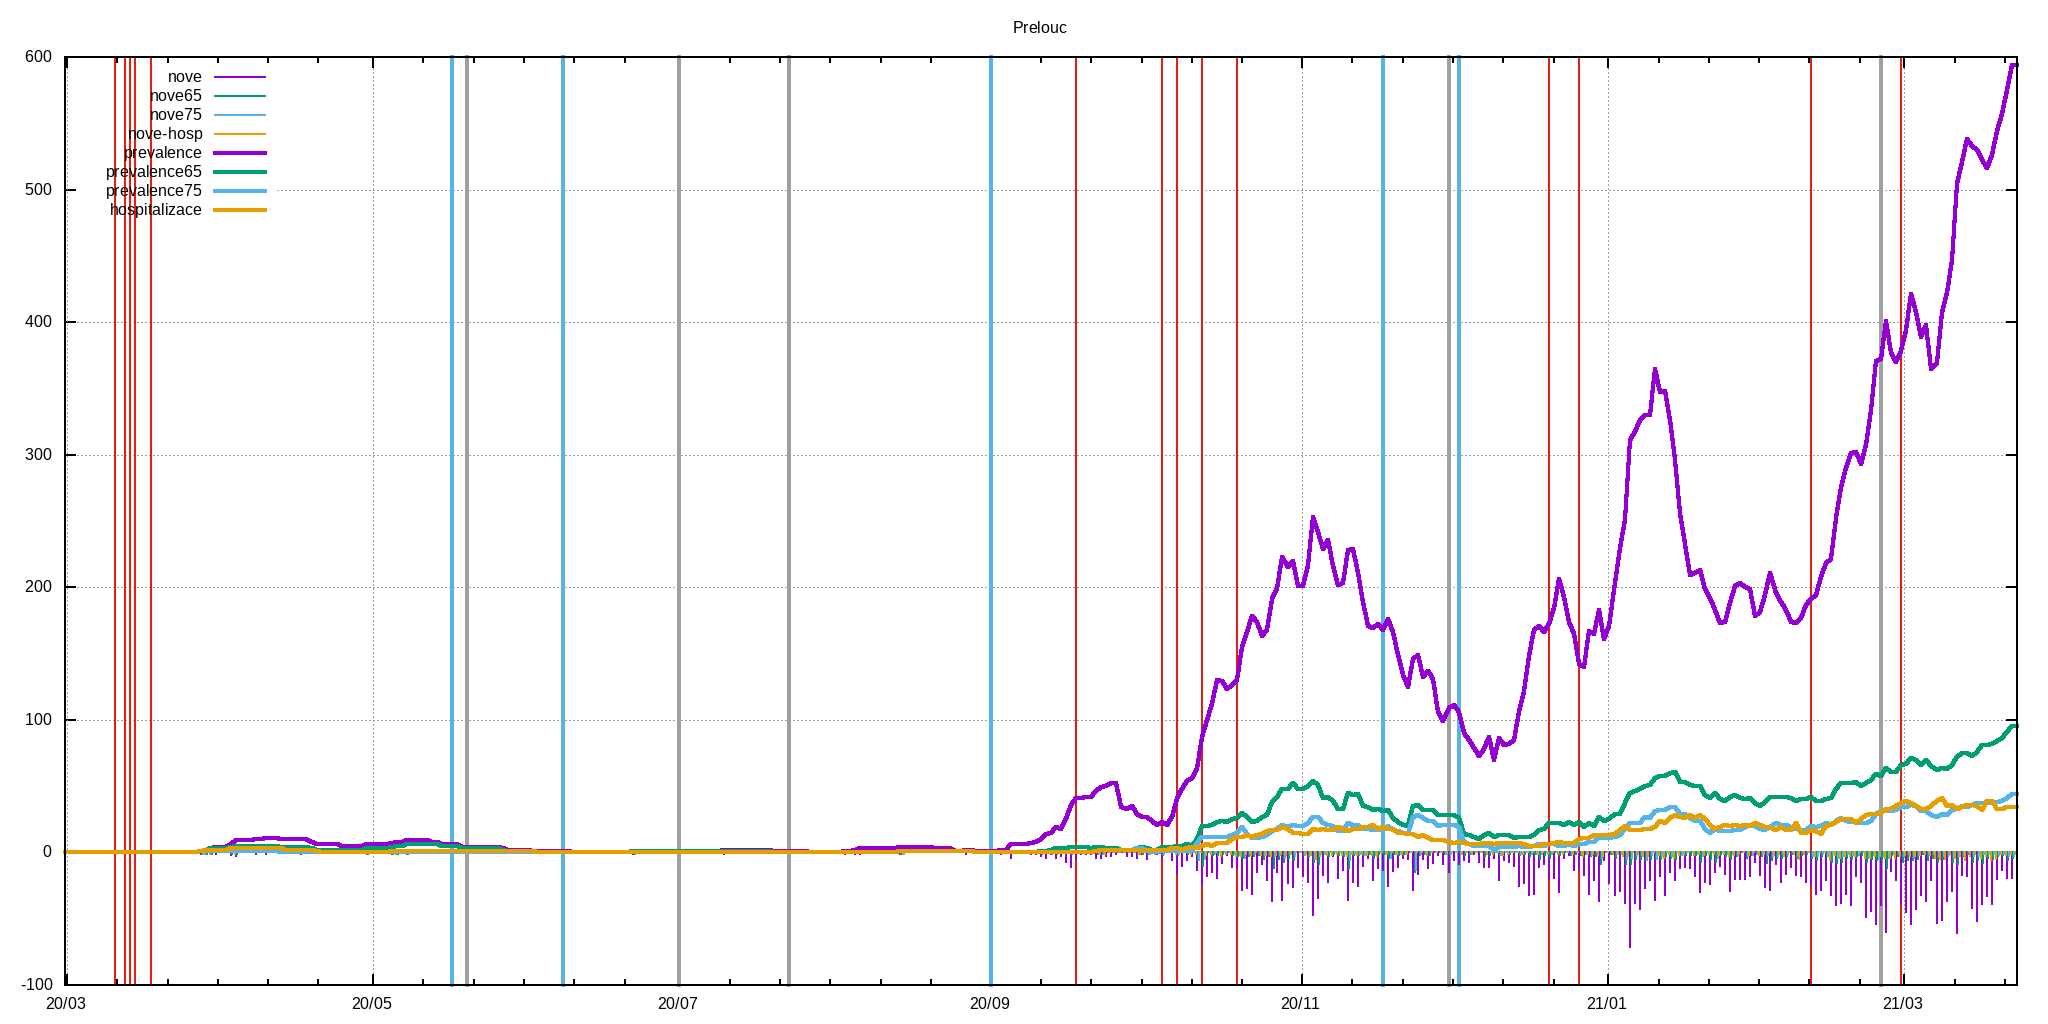 Prelouc
600
nove
nove65
nove75
nove-hosp
prevalence
prevalence65
prevalence75
hospitalizace
500
400
300
200
100
0
-100
20/03 20/05 20/07 20/09 20/11 21/01 21/03